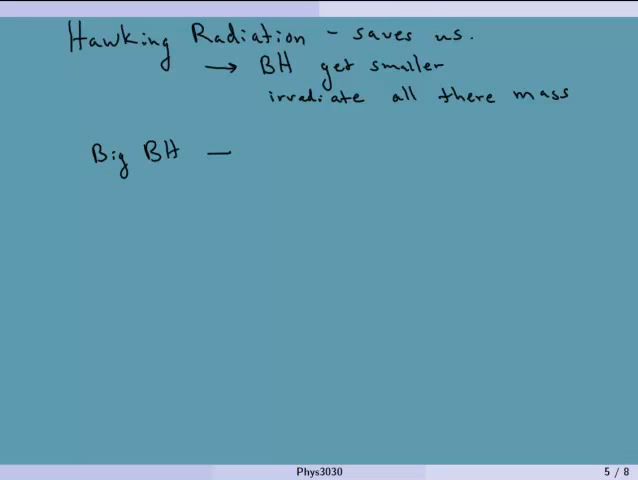 Hawking Radiation - saves us.
→ BH get smaller
irradiate all there mass
Big BH —
Phys3030
5 / 8